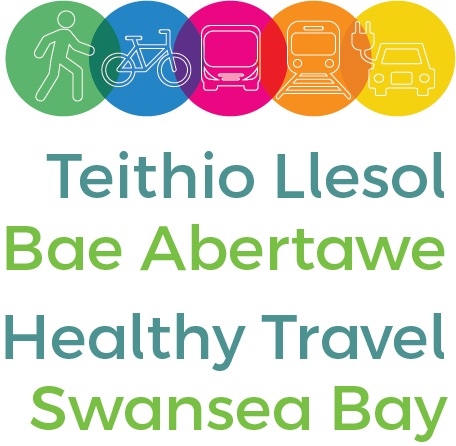 Teithio Llesol
Bae Abertawe
Healthy Travel
Swansea Bay